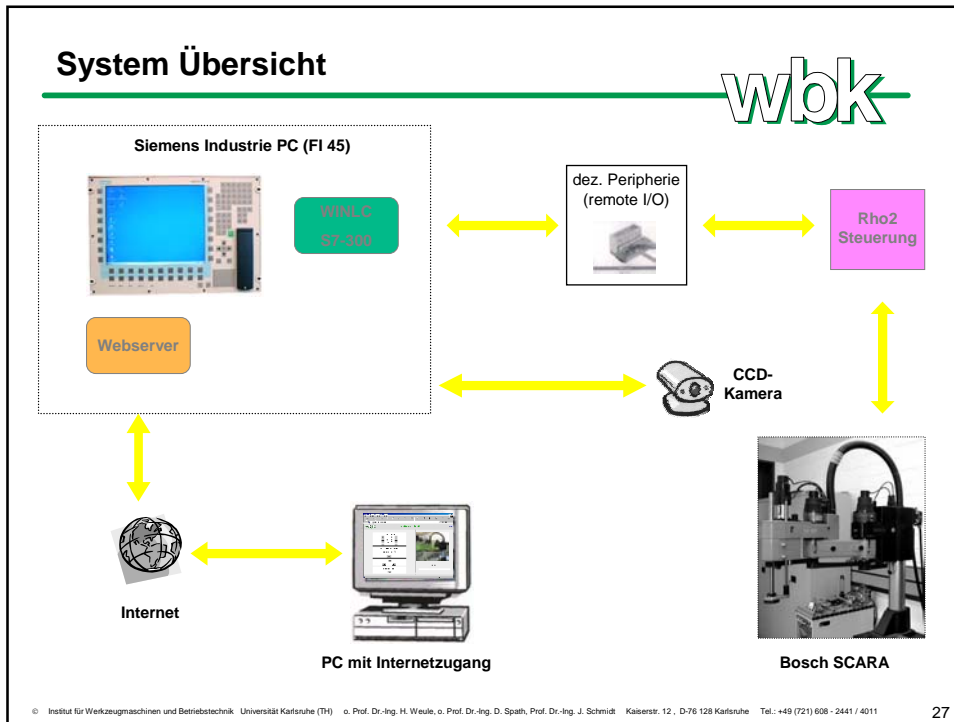 System Übersicht
wbk
Siemens Industrie PC (FI 45)
WINLC
S7-300
dez. Peripherie
(remote I/O)
Rho2
Steuerung
Webserver
CCD-
Kamera
Internet
PC mit Internetzugang
Bosch SCARA
© Institut für Werkzeugmaschinen und Betriebstechnik Universität Karlsruhe (TH) o. Prof. Dr.-Ing. H. Weule, o. Prof. Dr.-Ing. D. Spath, Prof. Dr.-Ing. J. Schmidt Kaiserstr. 12 , D-76 128 Karlsruhe Tel.: +49 (721) 608 - 2441 / 4011
27